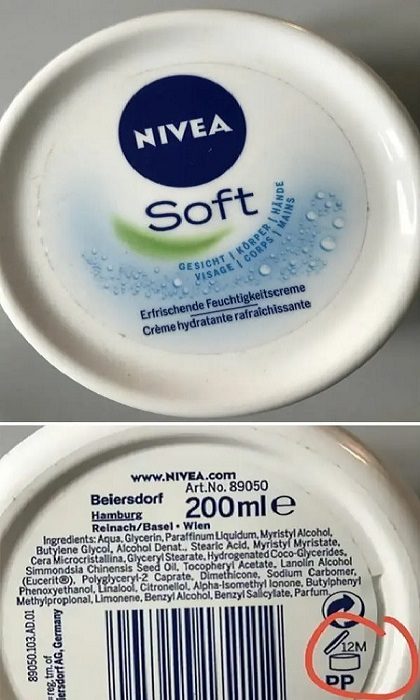 NIVEA
Soft
GESICHT | KÖRPER | HÄNDE
VISAGE | CORPS | MAINS
Erfrischende Feuchtigkeitscreme
Crème hydratante rafraîchissante
www.NIVEA.com
Art.No. 89050
Beiersdorf
200ml e
Hamburg
Reinach/Basel • Wien
Ingredients: Aqua, Glycerin, Paraffinum Liquidum, Myristyl Alcohol,
Butylene Glycol, Alcohol Denat., Stearic Acid, Myristyl Myristate,
Cera Microcristallina, Glyceryl Stearate, Hydrogenated Coco-Glycerides,
Simmondsia Chinensis Seed Oil, Tocopheryl Acetate, Lanolin Alcohol
(Eucerit®), Polyglyceryl-2 Caprate, Dimethicone, Sodium Carbomer,
Phenoxyethanol, Linalool, Citronellol, Alpha-Isomethyl Ionone, Butylphenyl
Methylpropional, Limonene, Benzyl Alcohol, Benzyl Salicylate, Parfum
89050.103.AD.01
reg. tm. of
iersdorf AG, Germany
12M
PP